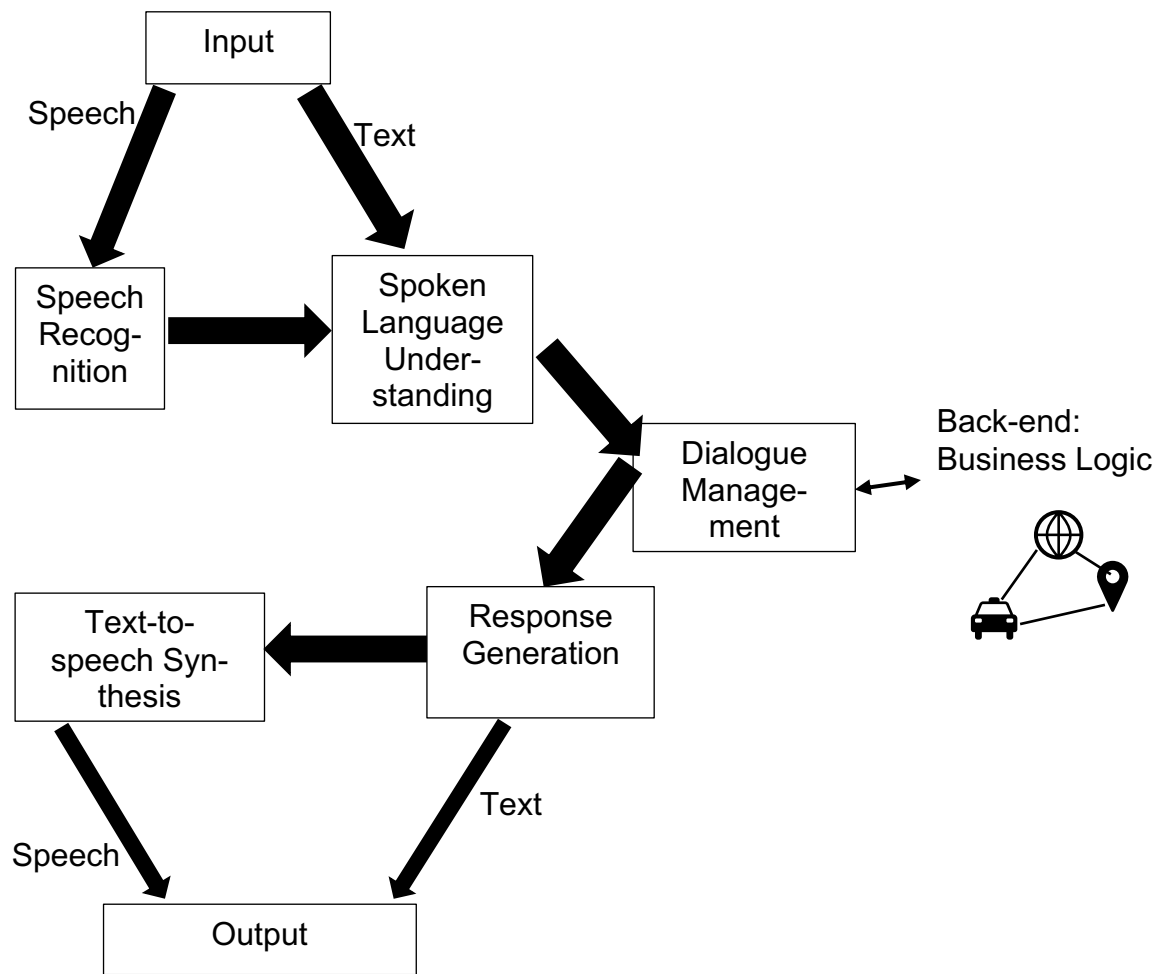 Input
Speech
Text
Speech
Recog-
nition
Spoken
Language
Under-
standing
Dialogue
Manage-
ment
Back-end:
Business Logic
Response
Generation
Text-to-
speech Syn-
thesis
Text
Speech
Output